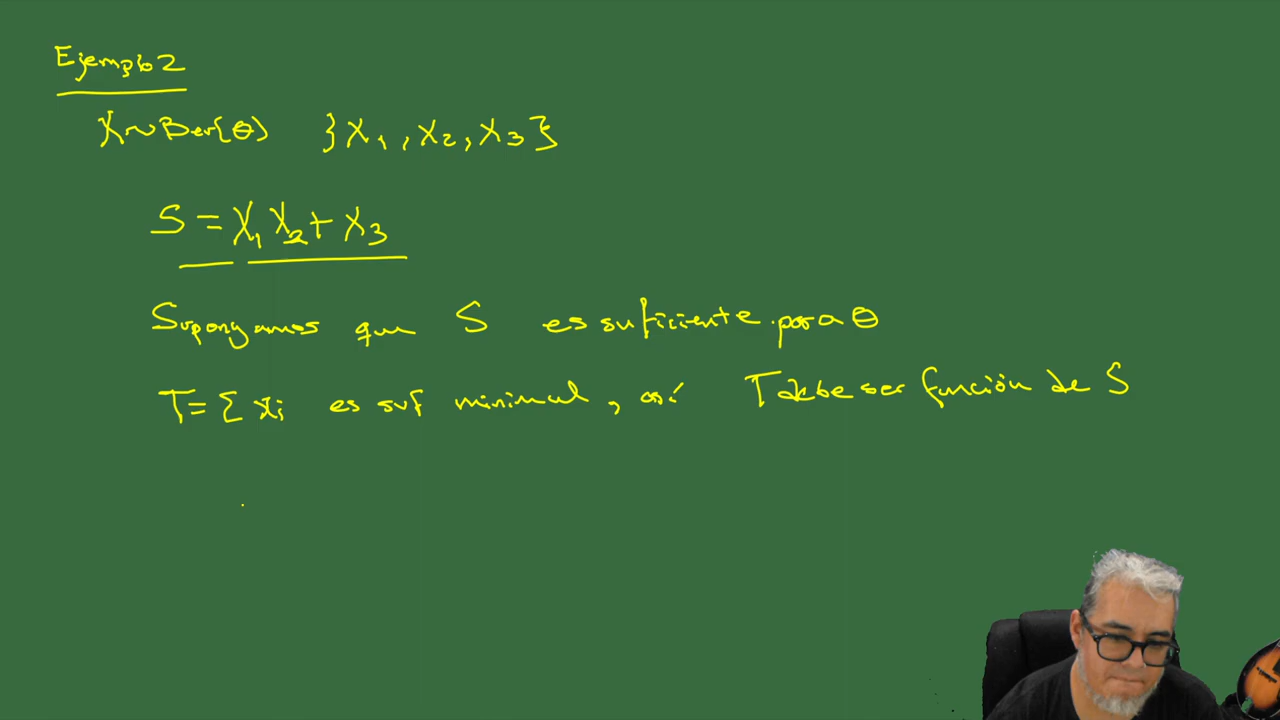 Ejemplo 2
X~Ber(θ) {X₁, X₂, X₃}
S = X₁X₂ + X₃
Supongamos que S es suficiente para θ
T = Σ xᵢ es suf minimal, así T debe ser función de S